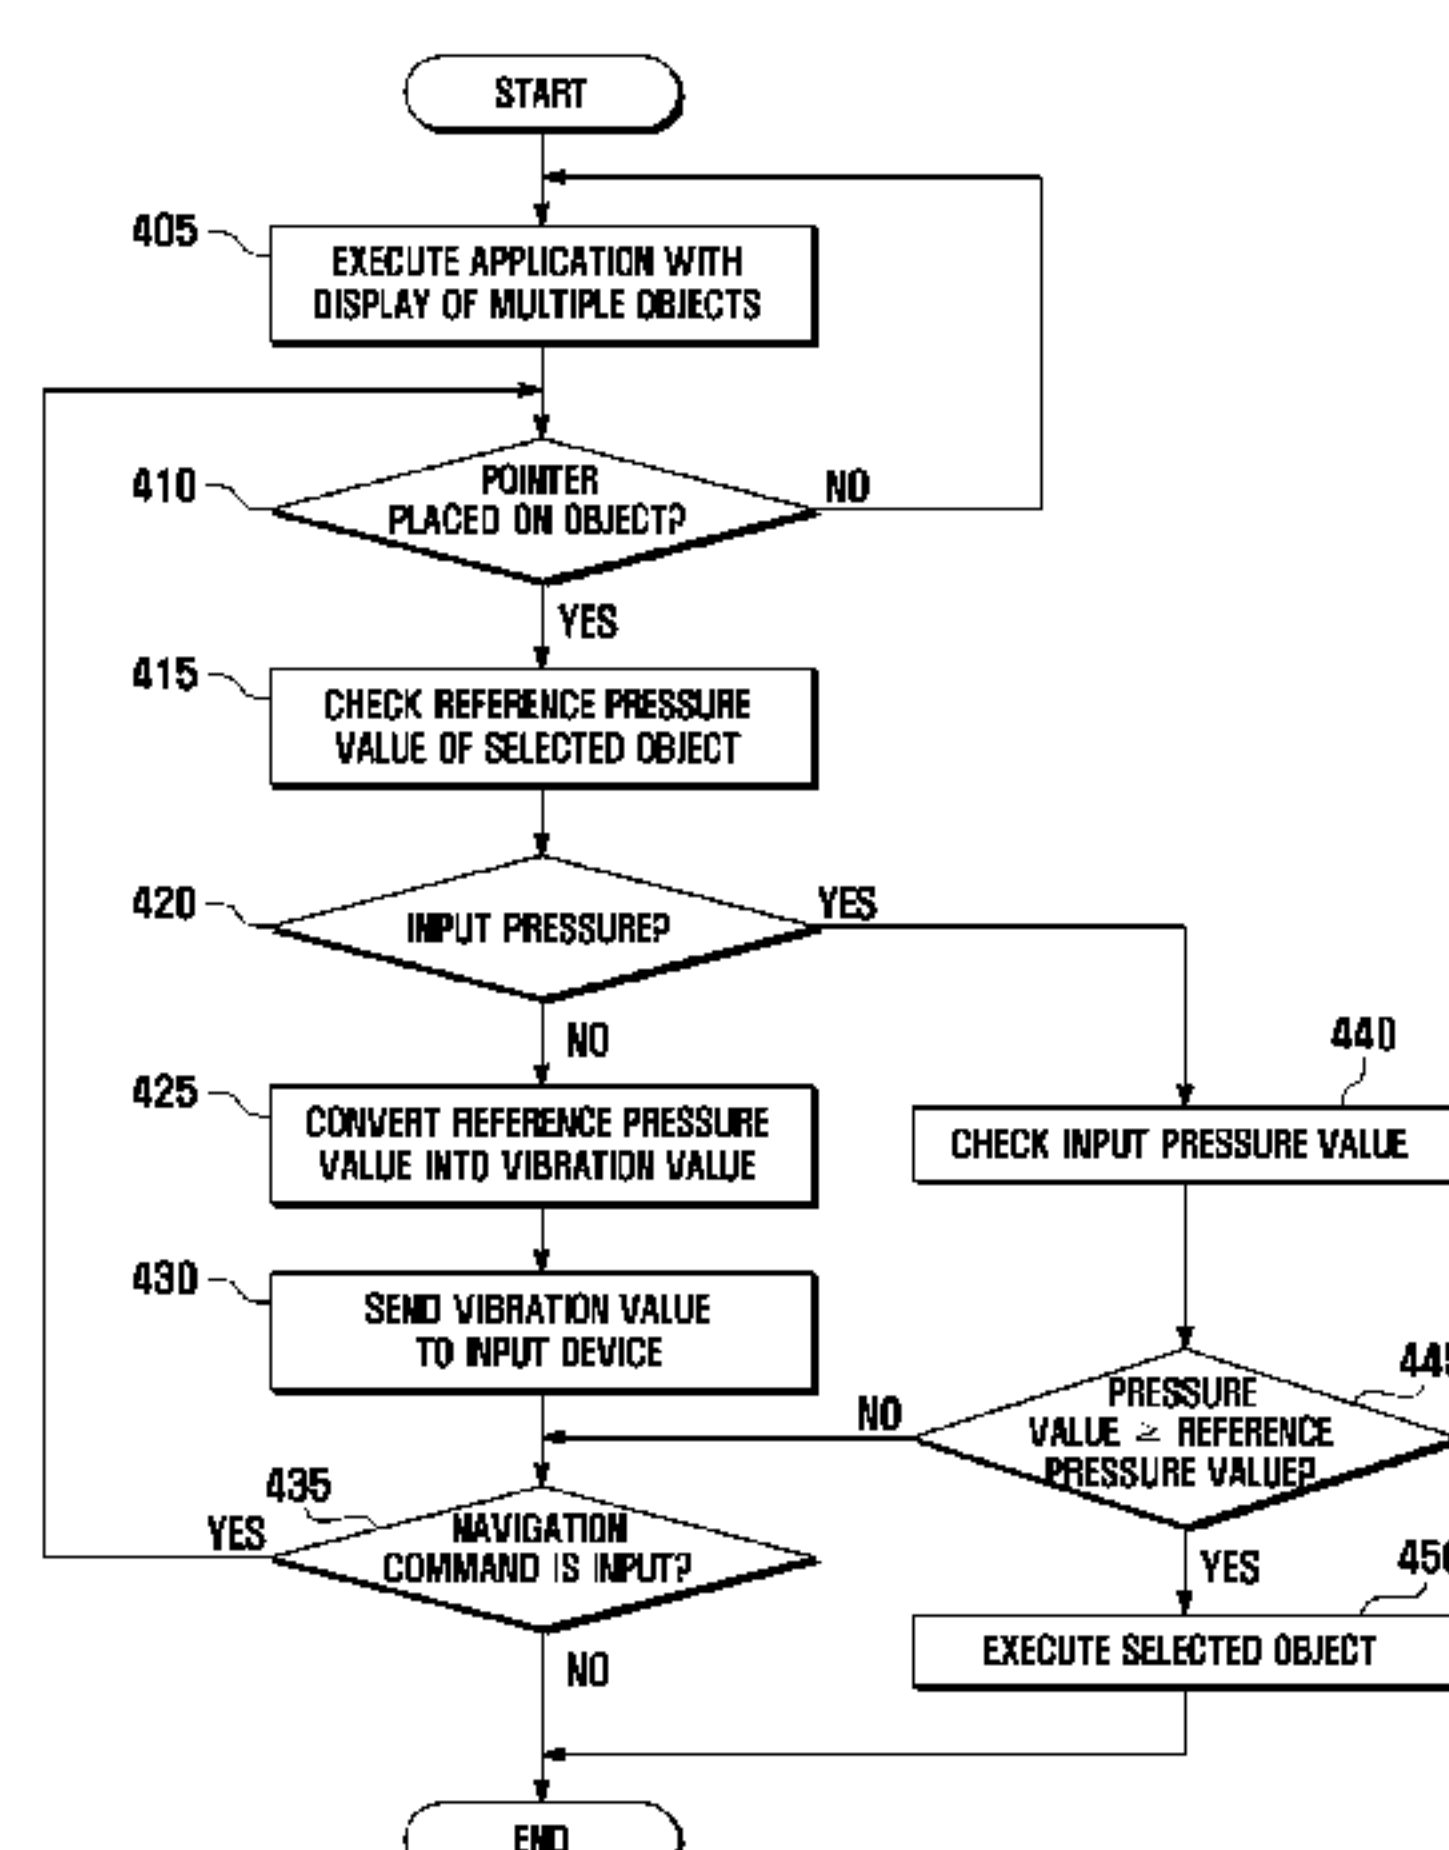 START
405
EXECUTE APPLICATION WITH
DISPLAY OF MULTIPLE OBJECTS
410
POINTER
PLACED ON OBJECT?
NO
YES
415
CHECK REFERENCE PRESSURE
VALUE OF SELECTED OBJECT
420
INPUT PRESSURE?
YES
NO
425
CONVERT REFERENCE PRESSURE
VALUE INTO VIBRATION VALUE
440
CHECK INPUT PRESSURE VALUE
430
SEND VIBRATION VALUE
TO INPUT DEVICE
445
PRESSURE
VALUE ≥ REFERENCE
PRESSURE VALUE?
NO
YES
435
NAVIGATION
COMMAND IS INPUT?
YES
NO
450
EXECUTE SELECTED OBJECT
END